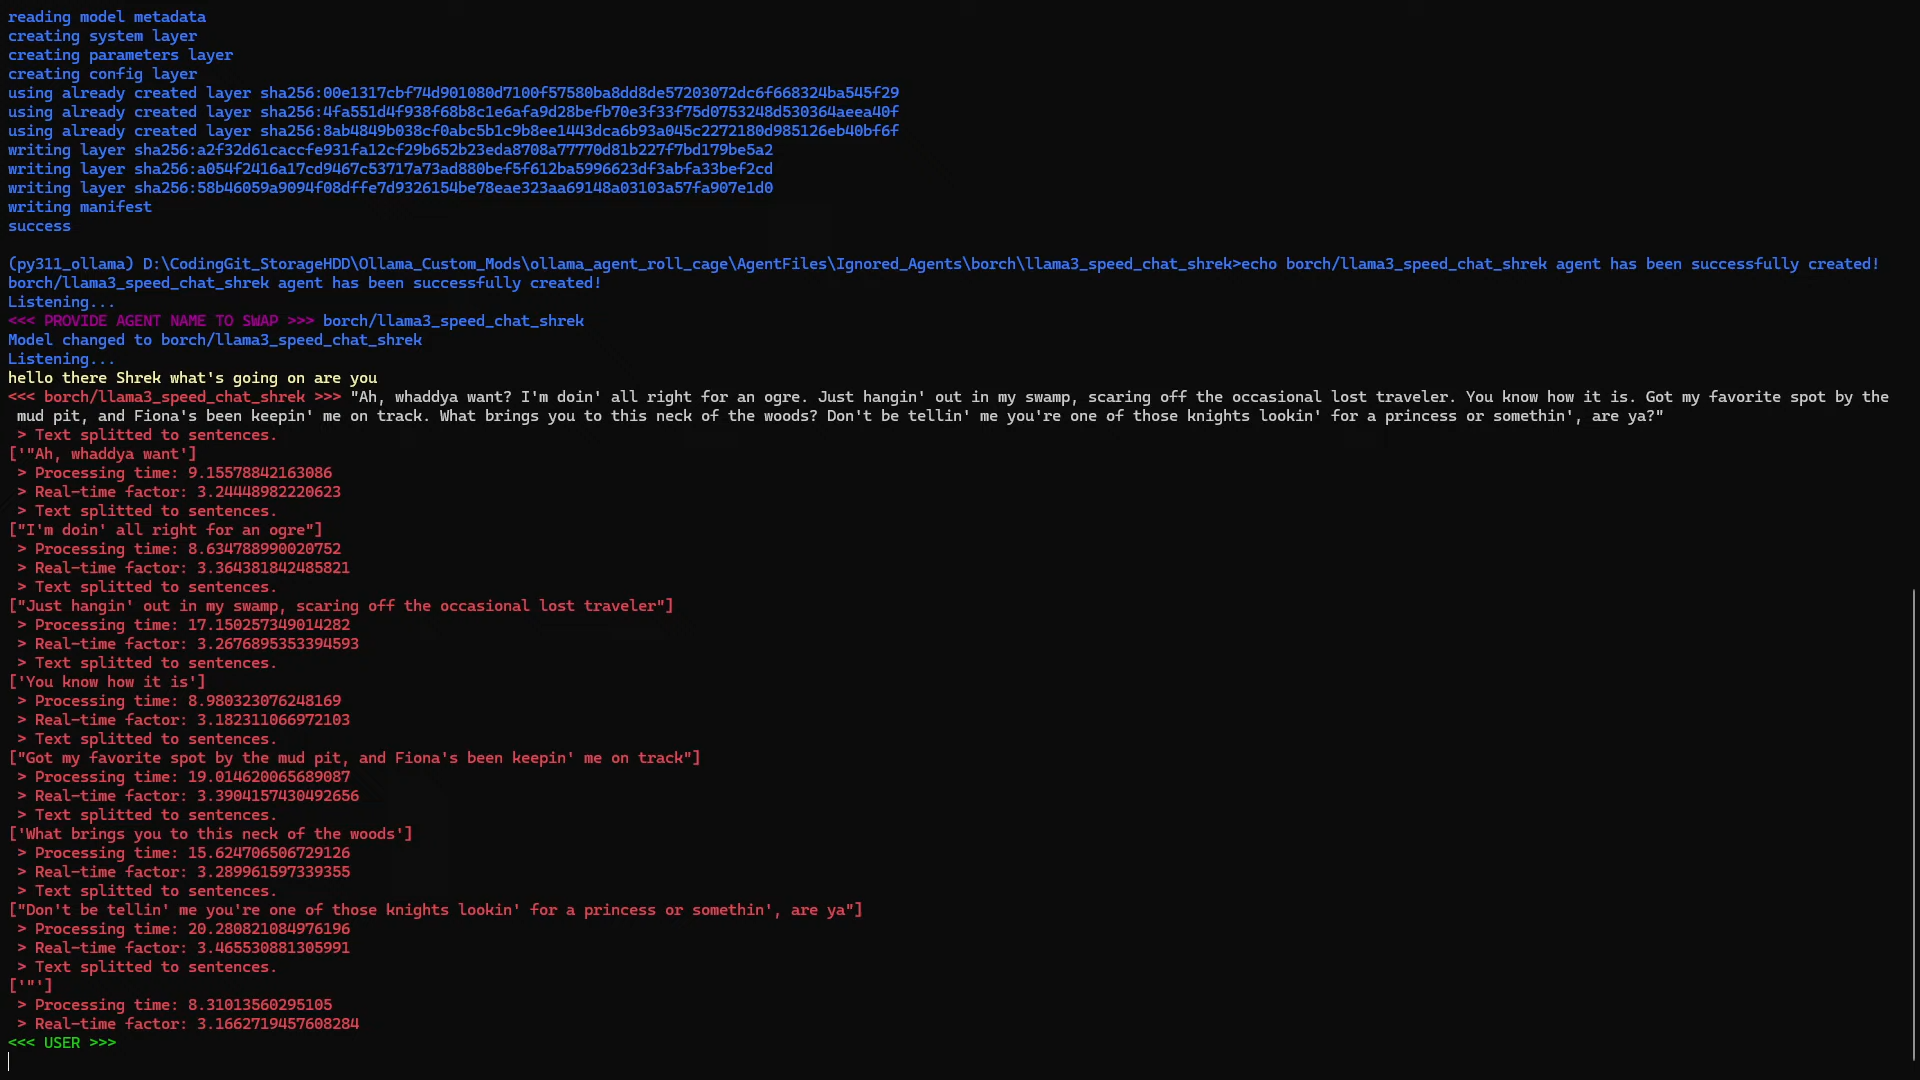 reading model metadata
creating system layer
creating parameters layer
creating config layer
using already created layer sha256:00e1317cbf74d901080d7100f57580ba8dd8de57203072dc6f668324ba545f29
using already created layer sha256:4fa551d4f938f68b8c1e6afa9d28befb70e3f33f75d0753248d530364aeea40f
using already created layer sha256:8ab4849b038cf0abc5b1c9b8ee1443dca6b93a045c2272180d985126eb40bf6f
writing layer sha256:a2f32d61caccfe931fa12cf29b652b23eda8708a77770d81b227f7bd179be5a2
writing layer sha256:a054f2416a17cd9467c53717a73ad880bef5f612ba5996623df3abfa33bef2cd
writing layer sha256:58b46059a9094f08dffe7d9326154be78eae323aa69148a03103a57fa907e1d0
writing manifest
success
(py311_ollama) D:\CodingGit_StorageHDD\Ollama_Custom_Mods\ollama_agent_roll_cage\AgentFiles\Ignored_Agents\borch\llama3_speed_chat_shrek>echo borch/llama3_speed_chat_shrek agent has been successfully created!
borch/llama3_speed_chat_shrek agent has been successfully created!
Listening...
<<< PROVIDE AGENT NAME TO SWAP >>> borch/llama3_speed_chat_shrek
Model changed to borch/llama3_speed_chat_shrek
Listening...
hello there Shrek what's going on are you
<<< borch/llama3_speed_chat_shrek >>> "Ah, whaddya want? I'm doin' all right for an ogre. Just hangin' out in my swamp, scaring off the occasional lost traveler. You know how it is. Got my favorite spot by the
mud pit, and Fiona's been keepin' me on track. What brings you to this neck of the woods? Don't be tellin' me you're one of those knights lookin' for a princess or somethin', are ya?"
> Text splitted to sentences.
['"Ah, whaddya want']
> Processing time: 9.15578842163086
> Real-time factor: 3.24448982220623
> Text splitted to sentences.
["I'm doin' all right for an ogre"]
> Processing time: 8.634788990020752
> Real-time factor: 3.364381842485821
> Text splitted to sentences.
["Just hangin' out in my swamp, scaring off the occasional lost traveler"]
> Processing time: 17.150257349014282
> Real-time factor: 3.2676895353394593
> Text splitted to sentences.
['You know how it is']
> Processing time: 8.980323076248169
> Real-time factor: 3.182311066972103
> Text splitted to sentences.
["Got my favorite spot by the mud pit, and Fiona's been keepin' me on track"]
> Processing time: 19.014620065689087
> Real-time factor: 3.3904157430492656
> Text splitted to sentences.
['What brings you to this neck of the woods']
> Processing time: 15.624706506729126
> Real-time factor: 3.289961597339355
> Text splitted to sentences.
["Don't be tellin' me you're one of those knights lookin' for a princess or somethin', are ya"]
> Processing time: 20.280821084976196
> Real-time factor: 3.465530881305991
> Text splitted to sentences.
['"']
> Processing time: 8.31013560295105
> Real-time factor: 3.1662719457608284
<<< USER >>>